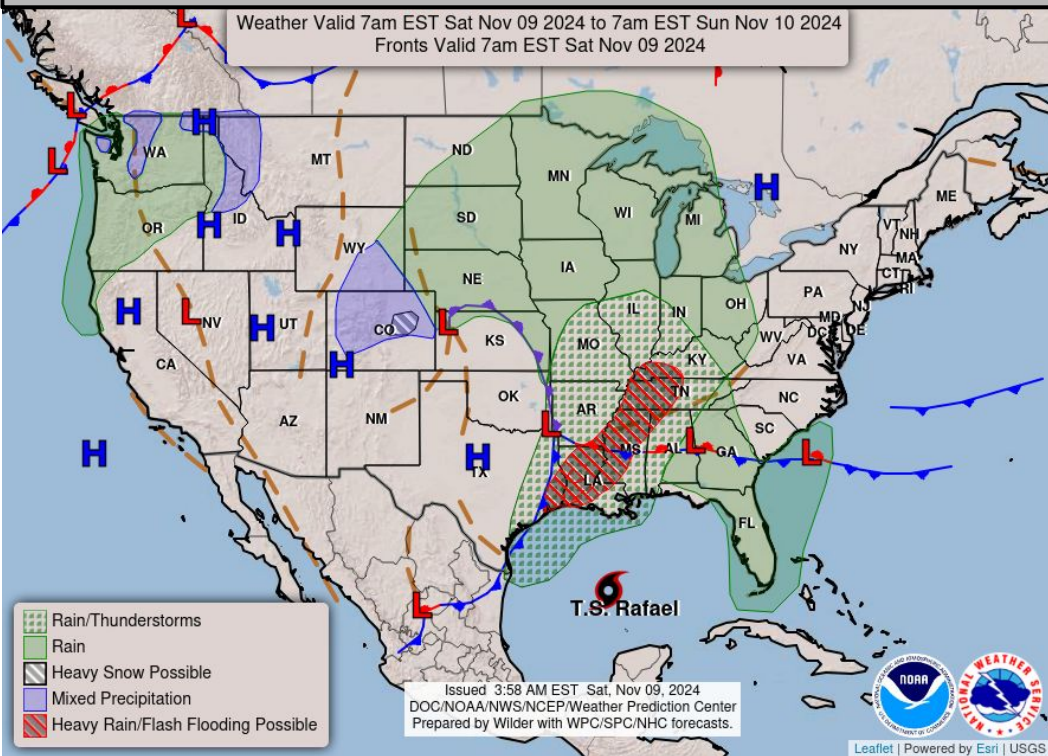 Weather Valid 7am EST Sat Nov 09 2024 to 7am EST Sun Nov 10 2024
Fronts Valid 7am EST Sat Nov 09 2024
L
L
L
H
H
H
H
WA
MT
ND
MN
ME
ID
OR
SD
WI
MI
VT
NH
NY
MA
CT
RI
WY
NE
IA
PA
NJ
OH
MD
DE
DC
H
L
NV
H
UT
CO
L
KS
MO
IL
IN
WV
VA
KY
CA
H
AZ
NM
OK
AR
TN
NC
SC
H
H
TX
L
LA
MS
AL
L
GA
L
FL
L
T.S. Rafael
Rain/Thunderstorms
Rain
Heavy Snow Possible
Mixed Precipitation
Heavy Rain/Flash Flooding Possible
Issued 3:58 AM EST Sat, Nov 09, 2024
DOC/NOAA/NWS/NCEP/Weather Prediction Center
Prepared by Wilder with WPC/SPC/NHC forecasts.
NOAA
NATIONAL WEATHER SERVICE
Leaflet | Powered by Esri | USGS